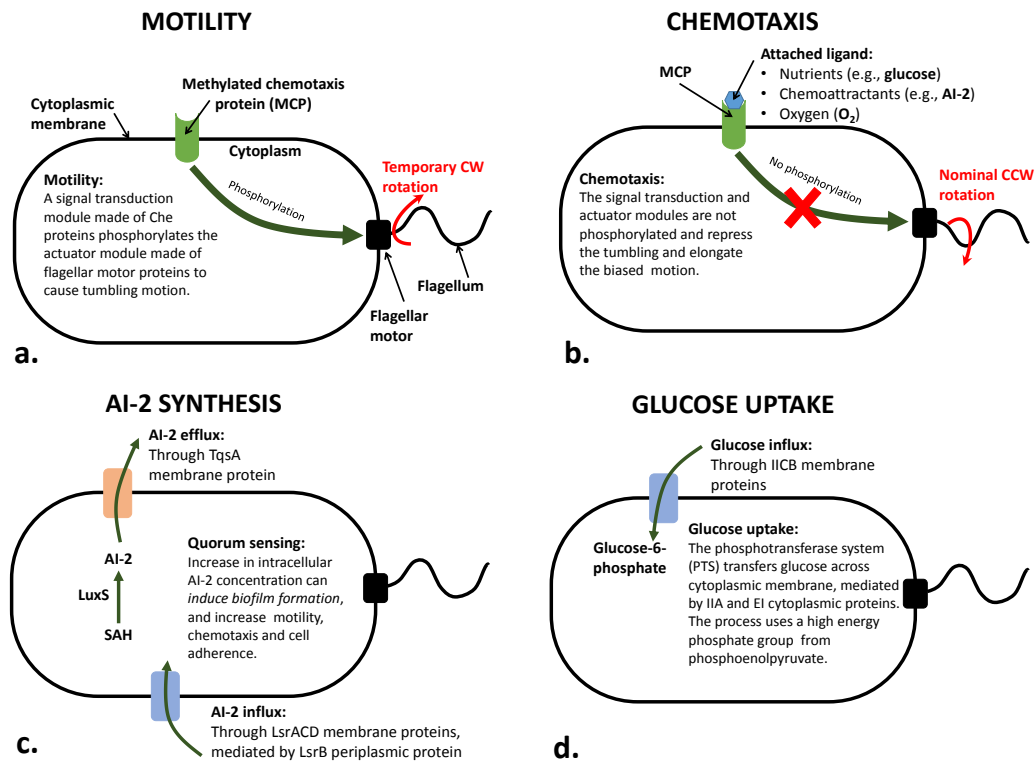 MOTILITY
Methylated chemotaxis
protein (MCP)
Cytoplasmic
membrane
Cytoplasm
Temporary CW
rotation
Phosphorylation
Motility:
A signal transduction
module made of Che
proteins phosphorylates the
actuator module made of
flagellar motor proteins to
cause tumbling motion.
Flagellum
Flagellar
motor
a.
CHEMOTAXIS
Attached ligand:
MCP
• Nutrients (e.g., glucose)
• Chemoattractants (e.g., AI-2)
• Oxygen (O₂)
No phosphorylation
Nominal CCW
rotation
Chemotaxis:
The signal transduction and
actuator modules are not
phosphorylated and repress
the tumbling and elongate
the biased motion.
b.
AI-2 SYNTHESIS
AI-2 efflux:
Through TqsA
membrane protein
AI-2
LuxS
SAH
Quorum sensing:
Increase in intracellular
AI-2 concentration can
induce biofilm formation,
and increase motility,
chemotaxis and cell
adherence.
AI-2 influx:
Through LsrACD membrane proteins,
mediated by LsrB periplasmic protein
c.
GLUCOSE UPTAKE
Glucose influx:
Through IICB membrane
proteins
Glucose-6-
phosphate
Glucose uptake:
The phosphotransferase system
(PTS) transfers glucose across
cytoplasmic membrane, mediated
by IIA and EI cytoplasmic proteins.
The process uses a high energy
phosphate group from
phosphoenolpyruvate.
d.